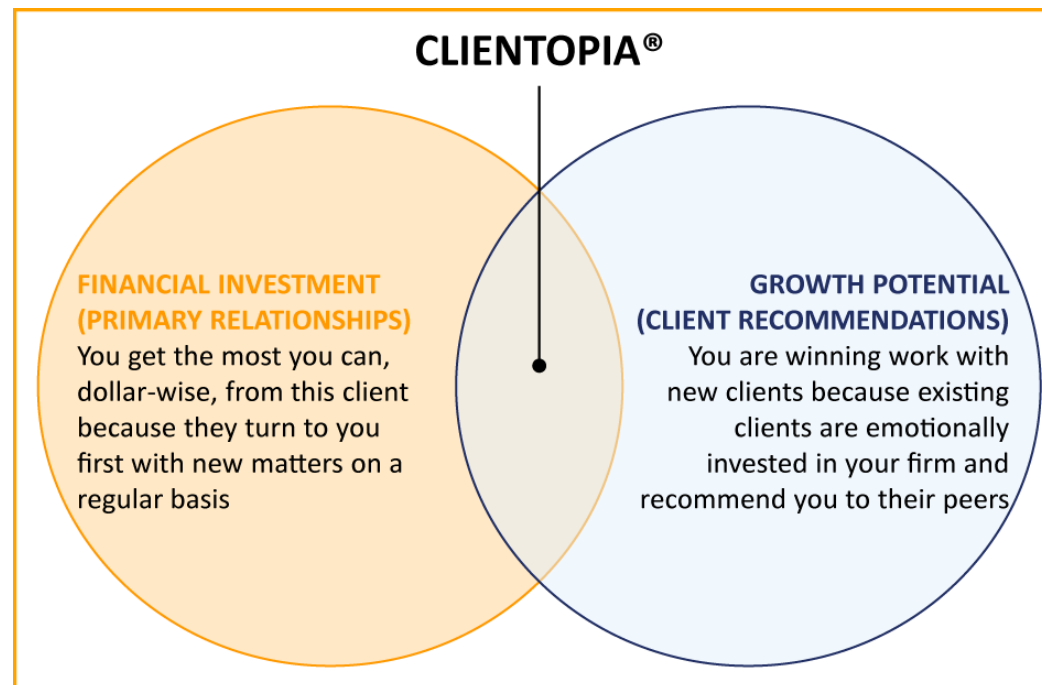 CLIENTOPIA®
FINANCIAL INVESTMENT
(PRIMARY RELATIONSHIPS)
You get the most you can,
dollar-wise, from this client
because they turn to you
first with new matters on a
regular basis
GROWTH POTENTIAL
(CLIENT RECOMMENDATIONS)
You are winning work with
new clients because existing
clients are emotionally
invested in your firm and
recommend you to their peers